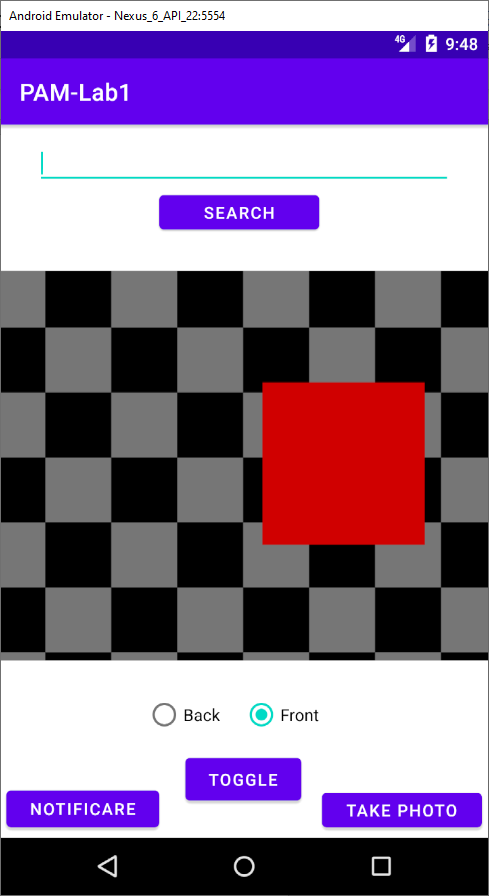 Android Emulator - Nexus_6_API_22:5554
4G 9:48
PAM-Lab1
SEARCH
Back Front
TOGGLE
NOTIFICARE
TAKE PHOTO